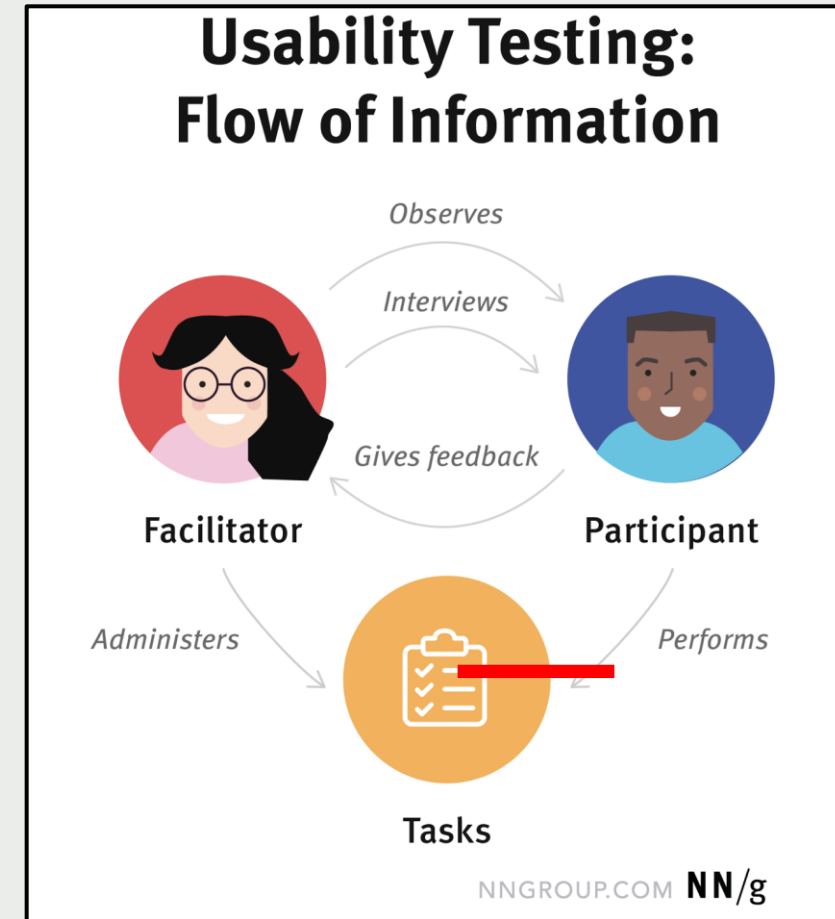 Usability Testing:
Flow of Information
Observes
Interviews
Gives feedback
Facilitator
Participant
Administers
Performs
Tasks
NNGROUP.COM NN/g